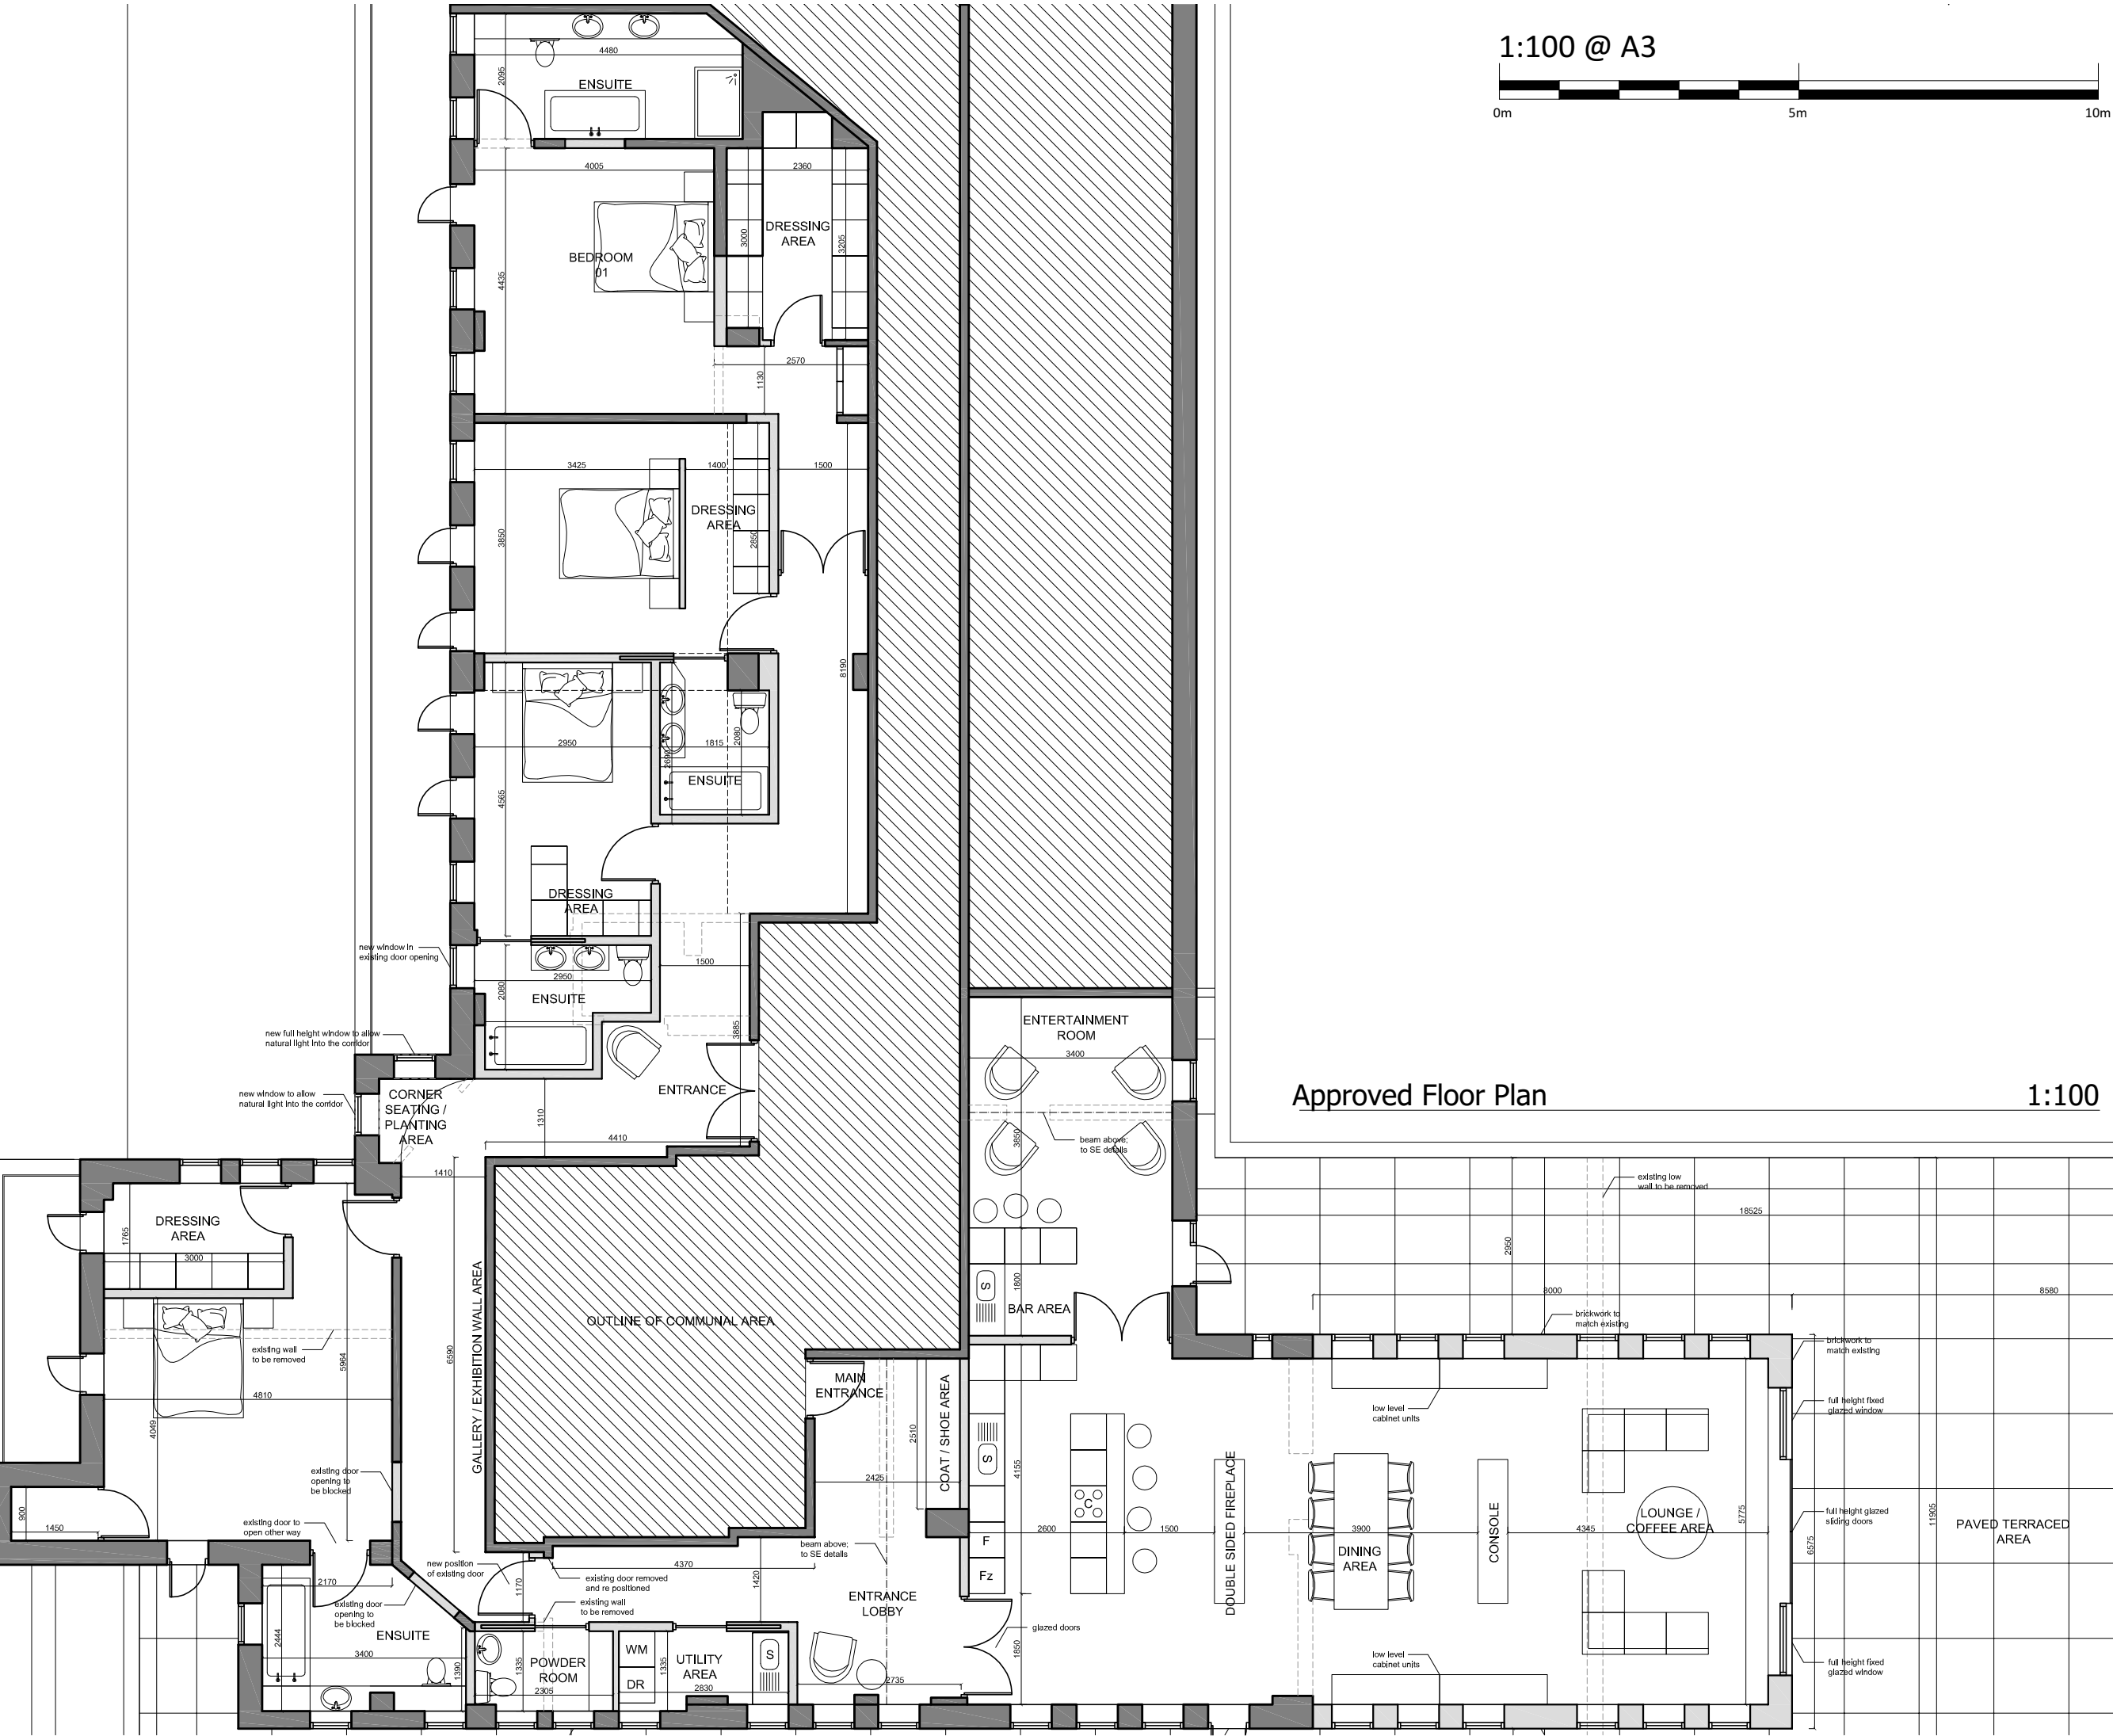 1:100 @ A3
0m
5m
10m
4480
2095
ENSUITE
4005
2360
DRESSING
AREA
3000
3205
BEDROOM
01
4435
2570
1130
3425
1400
1500
DRESSING
AREA
3850
2850
8190
2950
1815
2080
2690
ENSUITE
4565
DRESSING
AREA
new window in
existing door opening
2950
1500
2080
ENSUITE
3885
new full height window to allow
natural light into the corridor
new window to allow
natural light into the corridor
CORNER
SEATING /
PLANTING
AREA
ENTRANCE
1310
4410
1410
ENTERTAINMENT
ROOM
3400
3850
beam above;
to SE details
Approved Floor Plan
1:100
existing low
wall to be removed
18525
2950
8000
8580
brickwork to
match existing
brickwork to
match existing
DRESSING
AREA
1765
3000
existing wall
to be removed
5964
4810
4049
GALLERY / EXHIBITION WALL AREA
6590
OUTLINE OF COMMUNAL AREA
S
1800
BAR AREA
MAIN
ENTRANCE
COAT / SHOE AREA
2510
2425
S
4155
C
F
Fz
2600
1500
low level
cabinet units
DOUBLE SIDED FIREPLACE
3900
DINING
AREA
CONSOLE
4345
LOUNGE /
COFFEE AREA
5775
6575
full height fixed
glazed window
full height glazed
sliding doors
11905
PAVED TERRACED
AREA
existing door
opening to
be blocked
900
1450
existing door to
open other way
new position
of existing door
4370
1170
existing door removed
and re positioned
existing wall
to be removed
beam above;
to SE details
1420
2170
existing door
opening to
be blocked
2444
ENSUITE
3400
1390
1335
POWDER
ROOM
2305
WM
DR
1335
UTILITY
AREA
2830
S
ENTRANCE
LOBBY
2735
glazed doors
1850
low level
cabinet units
full height fixed
glazed window